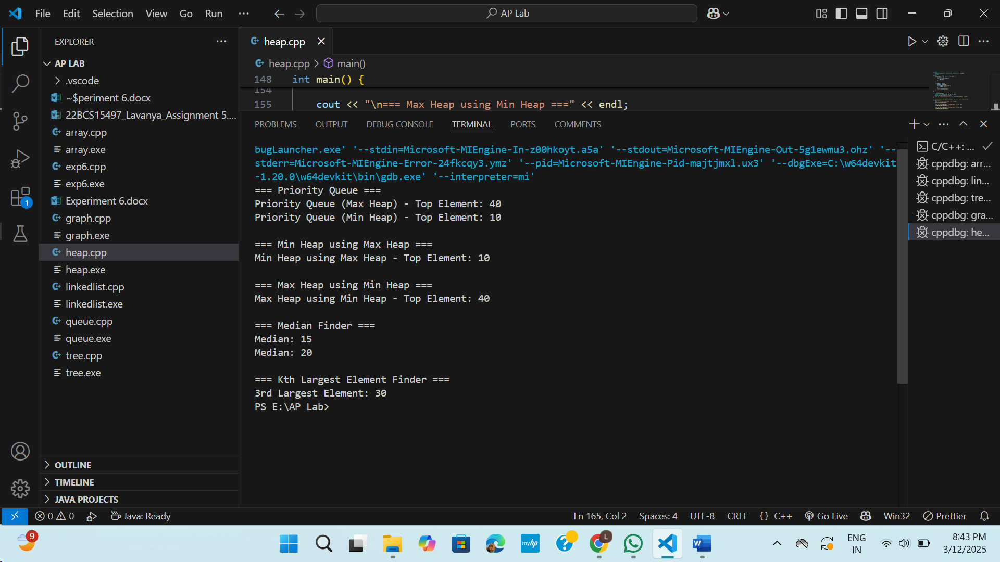 File Edit Selection View Go Run ··· AP Lab
EXPLORER ···
AP LAB
.vscode
~$periment 6.docx
22BCS15497_Lavanya_Assignment 5....
array.cpp
array.exe
exp6.cpp
exp6.exe
Experiment 6.docx
graph.cpp
graph.exe
heap.cpp
heap.exe
linkedlist.cpp
linkedlist.exe
queue.cpp
queue.exe
tree.cpp
tree.exe
OUTLINE
TIMELINE
JAVA PROJECTS
1
heap.cpp
heap.cpp > main()
148 int main() {
154
155 cout << "\n=== Max Heap using Min Heap ===" << endl;
PROBLEMS OUTPUT DEBUG CONSOLE TERMINAL PORTS COMMENTS
bugLauncher.exe' '--stdin=Microsoft-MIEngine-In-z00hkoyt.a5a' '--stdout=Microsoft-MIEngine-Out-5g1ewmu3.ohz' '--
stderr=Microsoft-MIEngine-Error-24fkcqy3.ymz' '--pid=Microsoft-MIEngine-Pid-majtjmxl.ux3' '--dbgExe=C:\w64devkit
-1.20.0\w64devkit\bin\gdb.exe' '--interpreter=mi'
=== Priority Queue ===
Priority Queue (Max Heap) - Top Element: 40
Priority Queue (Min Heap) - Top Element: 10
=== Min Heap using Max Heap ===
Min Heap using Max Heap - Top Element: 10
=== Max Heap using Min Heap ===
Max Heap using Min Heap - Top Element: 40
=== Median Finder ===
Median: 15
Median: 20
=== Kth Largest Element Finder ===
3rd Largest Element: 30
PS E:\AP Lab>
C/C++: ...
cppdbg: arr...
cppdbg: lin...
cppdbg: tre...
cppdbg: gra...
cppdbg: he...
0 0 Java: Ready Ln 165, Col 2 Spaces: 4 UTF-8 CRLF {} C++ Go Live Win32 Prettier
9 myhp ? L W ENG
IN
8:43 PM
3/12/2025